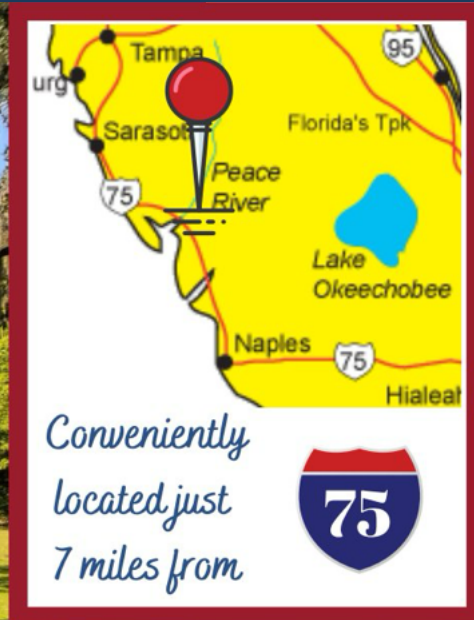 Tampa
95
urg
Sarasot
Florida's Tpk
75
Peace
River
Lake
Okeechobee
Naples
75
Hialeah
Conveniently
located just
7 miles from
75